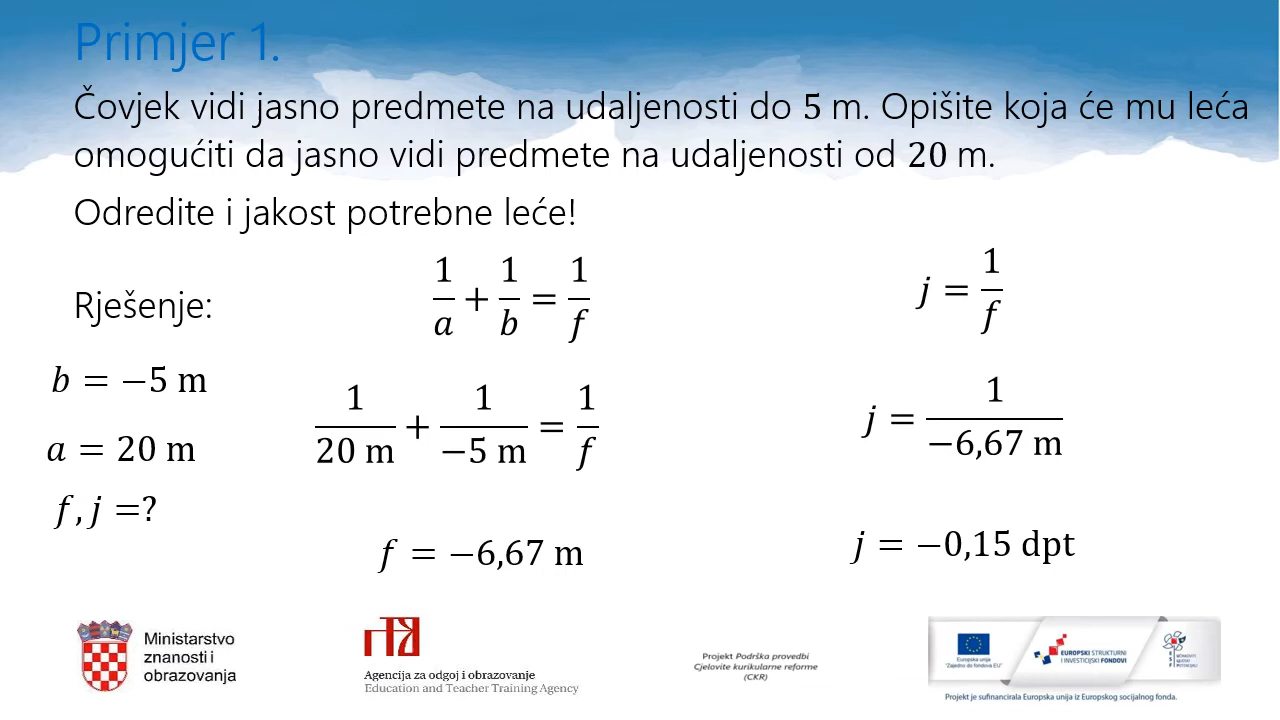 Primjer 1.
Čovjek vidi jasno predmete na udaljenosti do 5 m. Opišite koja će mu leća
omogućiti da jasno vidi predmete na udaljenosti od 20 m.
Odredite i jakost potrebne leće!
Rješenje:
1/a + 1/b = 1/f
j = 1/f
b = −5 m
1/20 m + 1/−5 m = 1/f
j = 1/−6,67 m
a = 20 m
f, j =?
f = −6,67 m
j = −0,15 dpt
Ministarstvo
znanosti i
obrazovanja
Agencija za odgoj i obrazovanje
Education and Teacher Training Agency
Projekt Podrška provedbi
Cjelovite kurikularne reforme
(CKR)
Europska unija
"Zajedno do fondova EU"
EUROPSKI STRUKTURNI
I INVESTICIJSKI FONDOVI
Projekt je sufinancirala Europska unija iz Europskog socijalnog fonda.